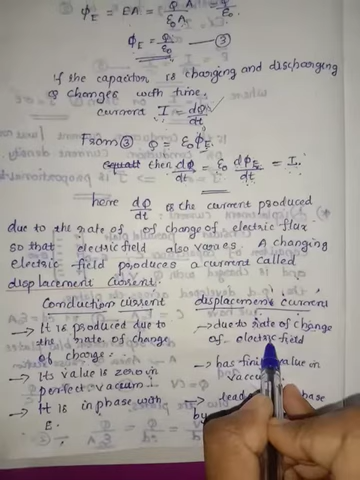 ϕE = EA = Q/ε₀A A = q/ε₀
ϕE = Q/ε₀ — ③
If the capacitor is charging and discharging
Q changes with time.
current I = dQ/dt
From ③ Q = ε₀ϕE
then dQ/dt = ε₀ dϕE/dt = I
here dQ/dt is the current produced
due to the rate of of change of electric flux
so that electric field also varies. A changing
electric field produces a current called
displacement current.
Conduction current
→ It is produced due to
the rate of change
of charge.
→ Its value is zero in
perfect vaccum.
→ It is in phase with
E.
displacement current
→ due to rate of change
of electric field
→ has finite value in
→ lead phase
by